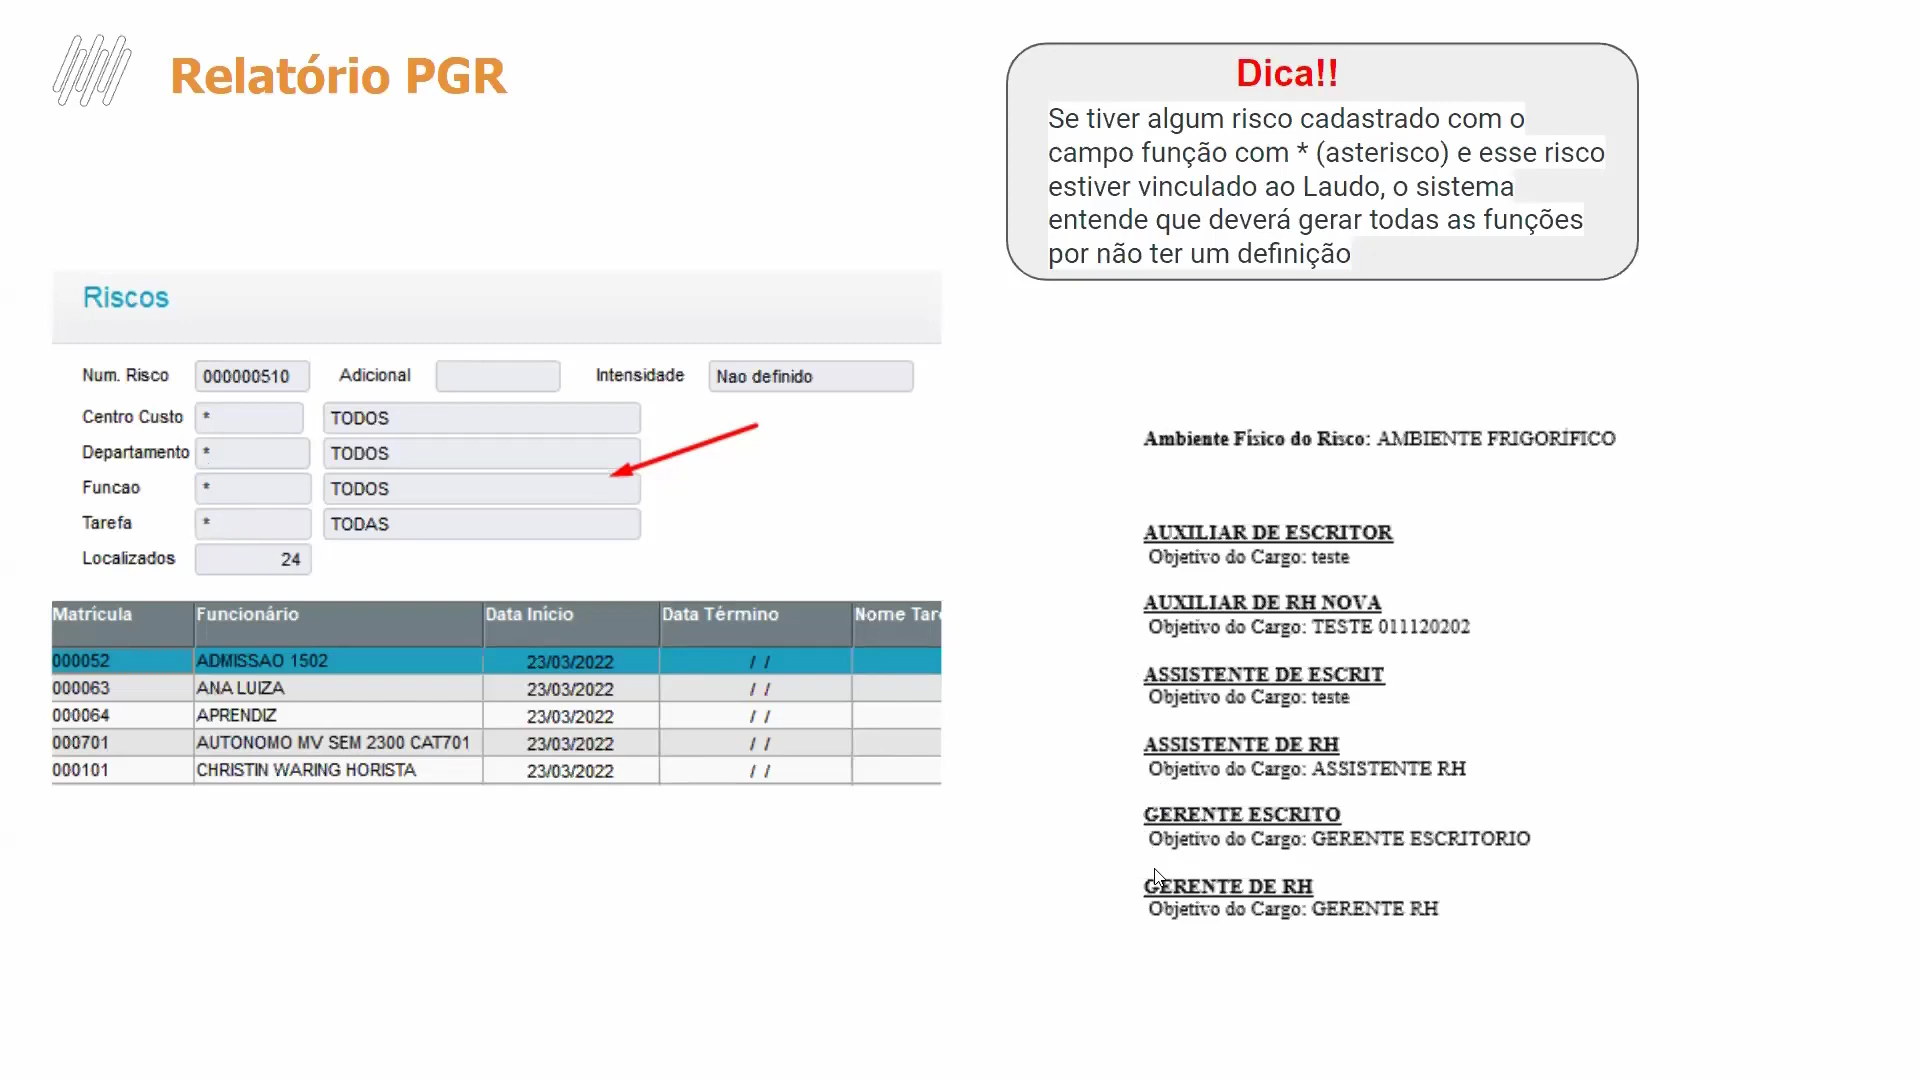 Relatório PGR
Dica!!
Se tiver algum risco cadastrado com o
campo função com * (asterisco) e esse risco
estiver vinculado ao Laudo, o sistema
entende que deverá gerar todas as funções
por não ter um definição
Riscos
Num. Risco 000000510 Adicional Intensidade Nao definido
Centro Custo * TODOS
Departamento * TODOS
Funcao * TODOS
Tarefa * TODAS
Localizados 24
Matrícula Funcionário Data Início Data Término Nome Tar
000052 ADMISSAO 1502 23/03/2022 / /
000063 ANA LUIZA 23/03/2022 / /
000064 APRENDIZ 23/03/2022 / /
000701 AUTONOMO MV SEM 2300 CAT701 23/03/2022 / /
000101 CHRISTIN WARING HORISTA 23/03/2022 / /
Ambiente Físico do Risco: AMBIENTE FRIGORÍFICO
AUXILIAR DE ESCRITOR
Objetivo do Cargo: teste
AUXILIAR DE RH NOVA
Objetivo do Cargo: TESTE 011120202
ASSISTENTE DE ESCRIT
Objetivo do Cargo: teste
ASSISTENTE DE RH
Objetivo do Cargo: ASSISTENTE RH
GERENTE ESCRITO
Objetivo do Cargo: GERENTE ESCRITORIO
GERENTE DE RH
Objetivo do Cargo: GERENTE RH